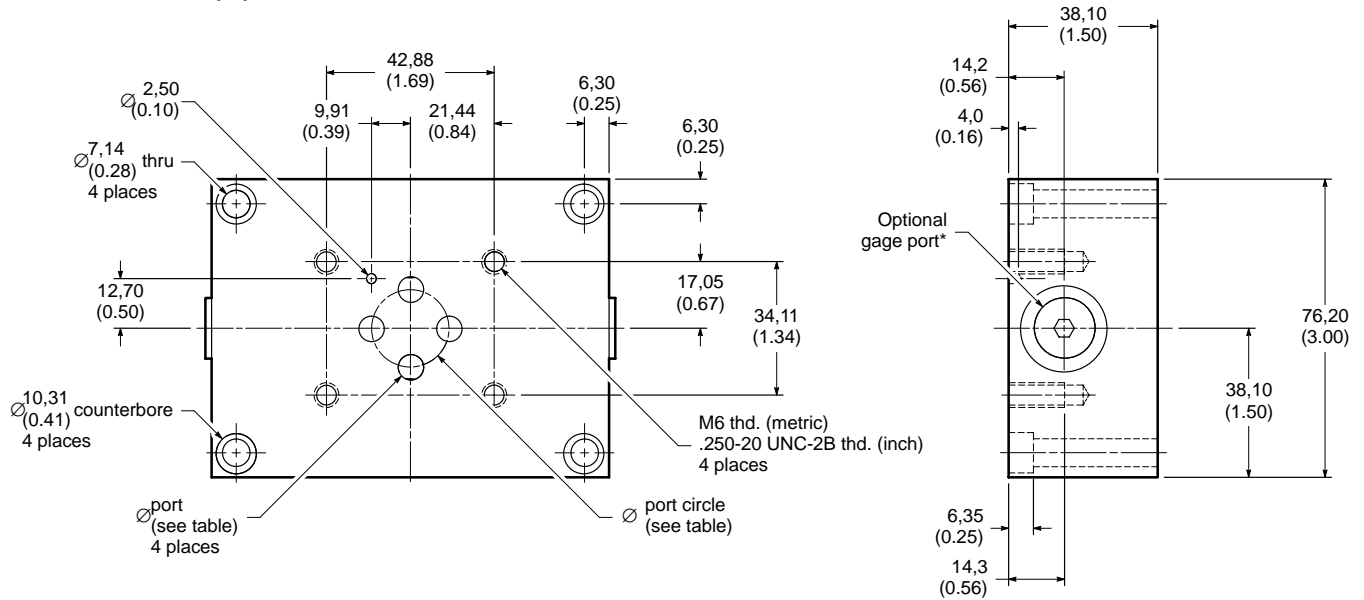 42,88
(1.69)
∅ 2,50
(0.10)
9,91
(0.39)
21,44
(0.84)
6,30
(0.25)
6,30
(0.25)
∅ 7,14
(0.28) thru
4 places
12,70
(0.50)
17,05
(0.67)
34,11
(1.34)
∅ 10,31
(0.41) counterbore
4 places
M6 thd. (metric)
.250-20 UNC-2B thd. (inch)
4 places
∅ port
(see table)
4 places
∅ port circle
(see table)
38,10
(1.50)
14,2
(0.56)
4,0
(0.16)
Optional
gage port*
76,20
(3.00)
38,10
(1.50)
6,35
(0.25)
14,3
(0.56)